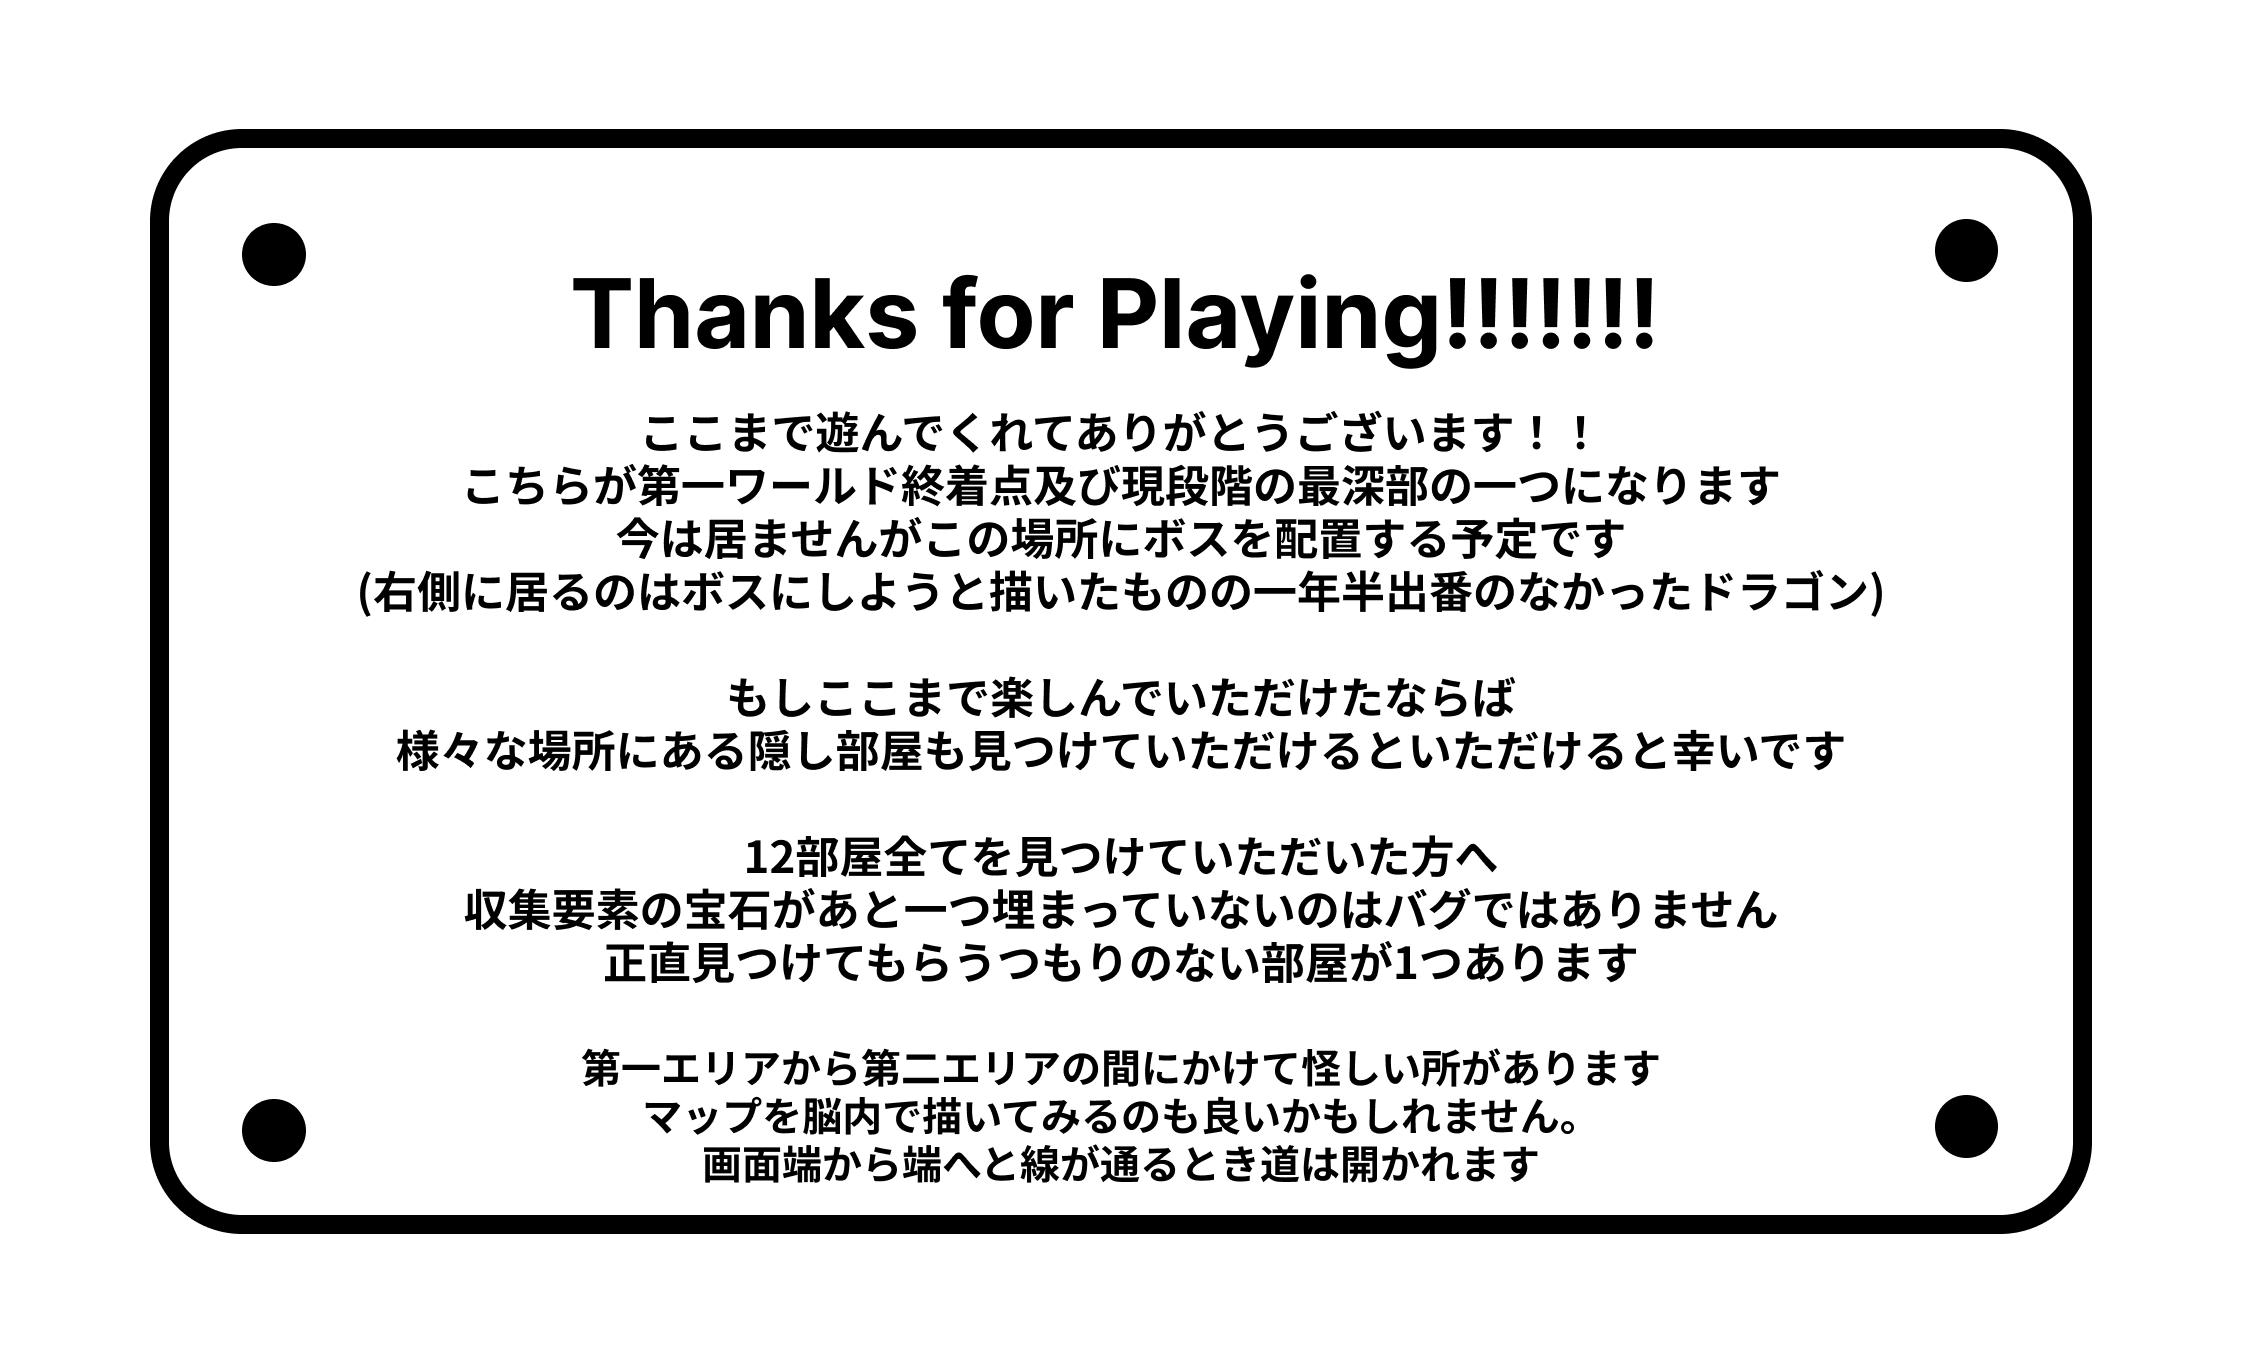 Thanks for Playing!!!!!!!
ここまで遊んでくれてありがとうございます！！
こちらが第一ワールド終着点及び現段階の最深部の一つになります
今は居ませんがこの場所にボスを配置する予定です
(右側に居るのはボスにしようと描いたものの一年半出番のなかったドラゴン)
もしここまで楽しんでいただけたならば
様々な場所にある隠し部屋も見つけていただけるといただけると幸いです
12部屋全てを見つけていただいた方へ
収集要素の宝石があと一つ埋まっていないのはバグではありません
正直見つけてもらうつもりのない部屋が1つあります
第一エリアから第二エリアの間にかけて怪しい所があります
マップを脳内で描いてみるのも良いかもしれません。
画面端から端へと線が通るとき道は開かれます